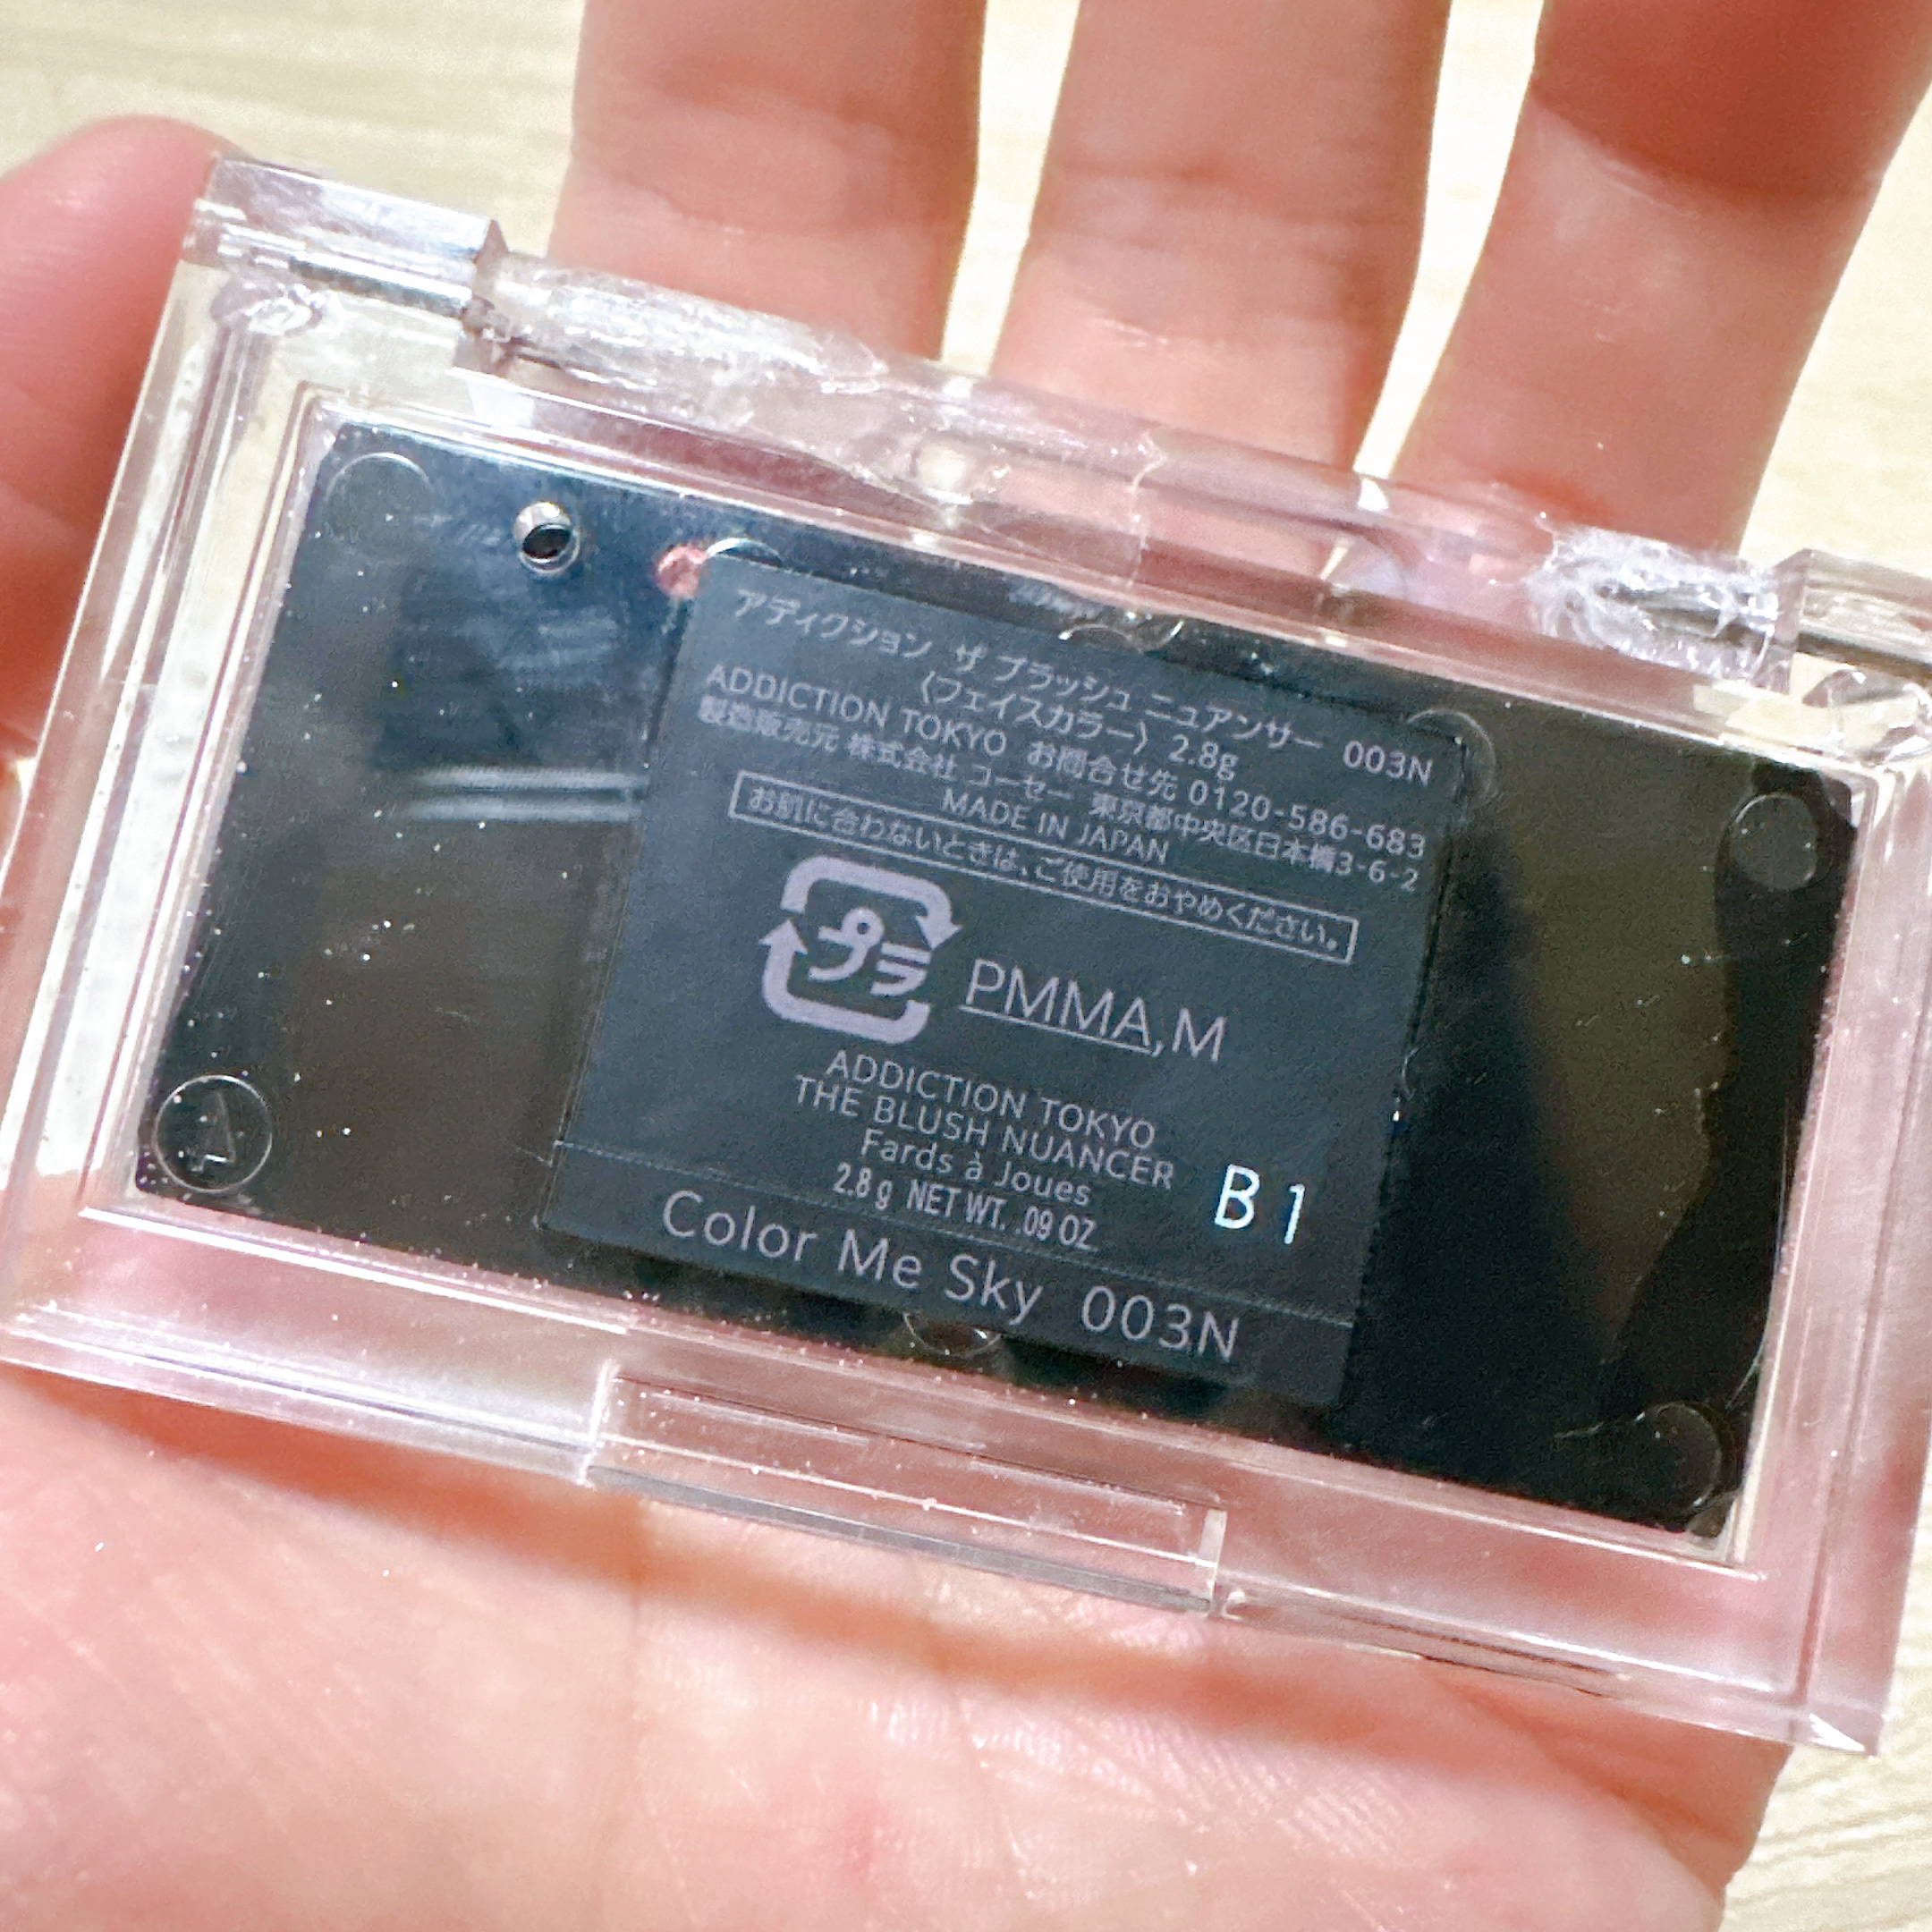 アディクション ザ ブラッシュ ニュアンサー 003N
〈フェイスカラー〉 2.8g
ADDICTION TOKYO お問合せ先 0120-586-683
製造販売元 株式会社 コーセー 東京都中央区日本橋3-6-2
MADE IN JAPAN
お肌に合わないときは、ご使用をおやめください。
プラ
PMMA,M
ADDICTION TOKYO
THE BLUSH NUANCER
Fards à Joues
2.8 g NET WT. .09 OZ.
B1
Color Me Sky 003N